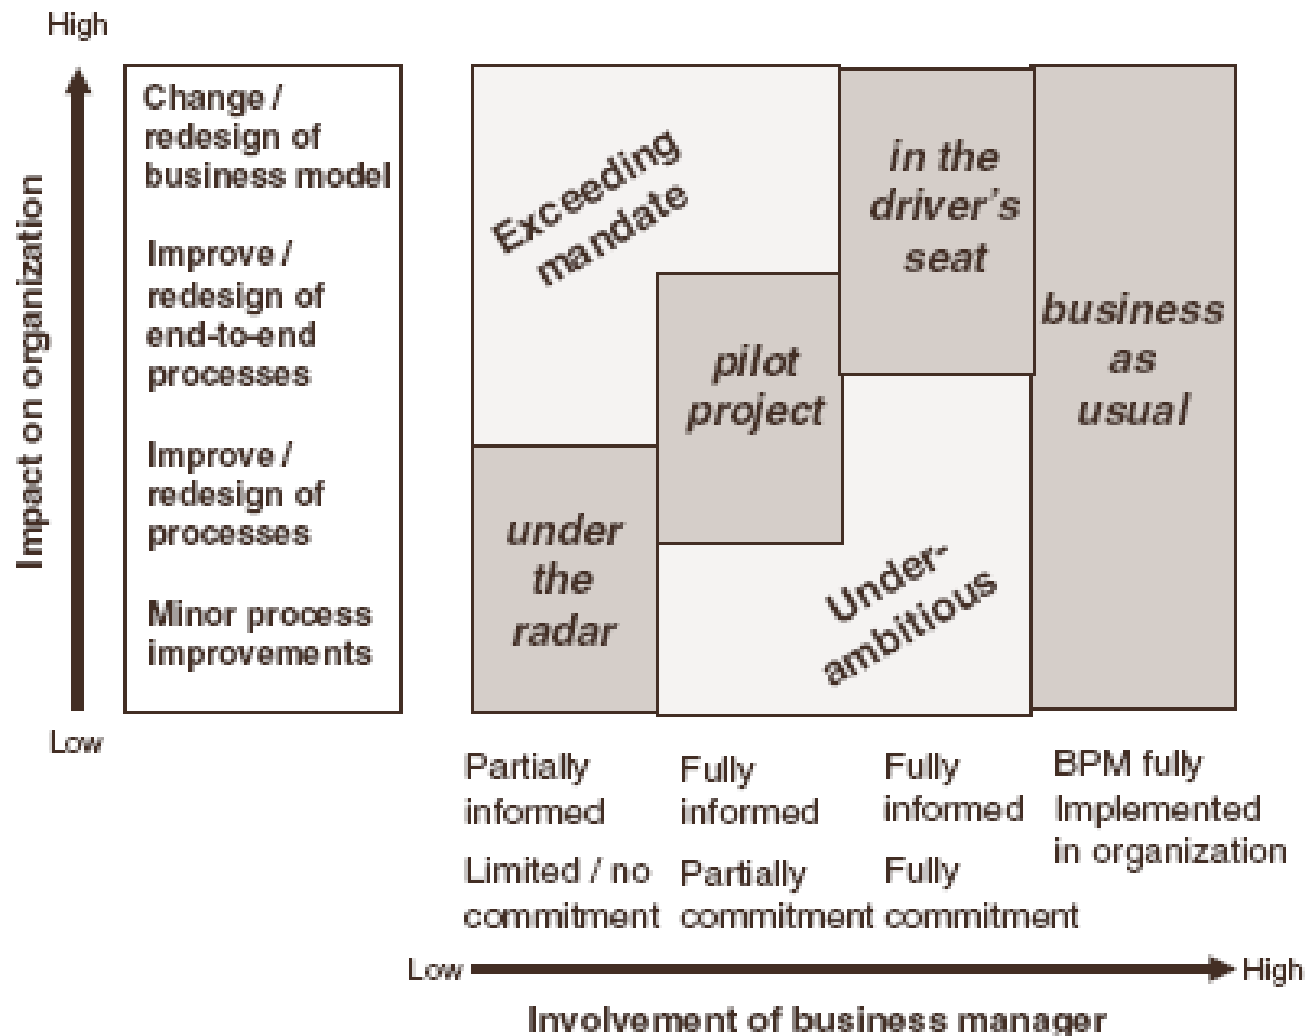 High
Impact on organization
Low
Change /
redesign of
business model
Improve /
redesign of
end-to-end
processes
Improve /
redesign of
processes
Minor process
improvements
Exceeding
mandate
in the
driver's
seat
business
as
usual
pilot
project
under
the
radar
Under-
ambitious
Partially
informed
Limited / no
commitment
Fully
informed
Partially
commitment
Fully
informed
Fully
commitment
BPM fully
Implemented
in organization
Low
High
Involvement of business manager